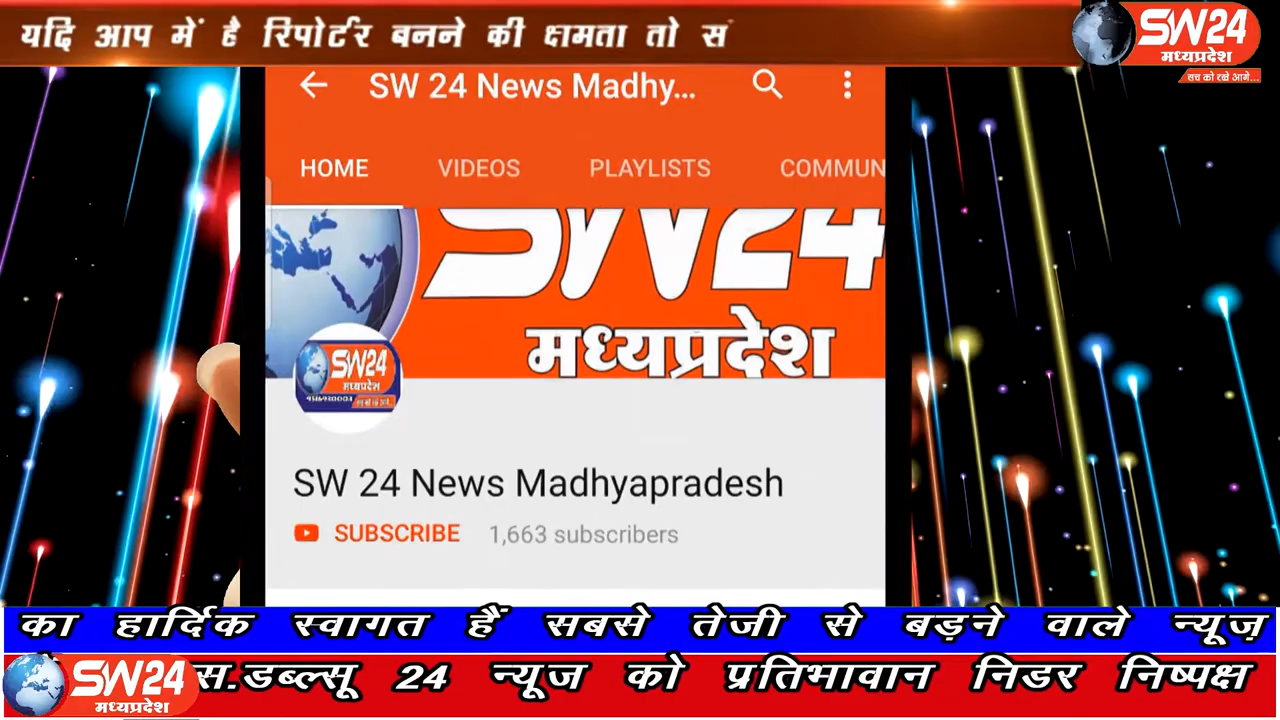 यदि आप में है रिपोर्टर बनने की क्षमता तो स
SW24
मध्यप्रदेश
सच को रखे आगे...
SW 24 News Madhy...
HOME VIDEOS PLAYLISTS COMMUN
SW24
मध्यप्रदेश
SW24
मध्यप्रदेश
SW 24 News Madhyapradesh
SUBSCRIBE 1,663 subscribers
का हार्दिक स्वागत हैं सबसे तेजी से बड़ने वाले न्यूज़
स.डब्ल्सू 24 न्यूज को प्रतिभावान निडर निष्पक्ष
SW24
मध्यप्रदेश